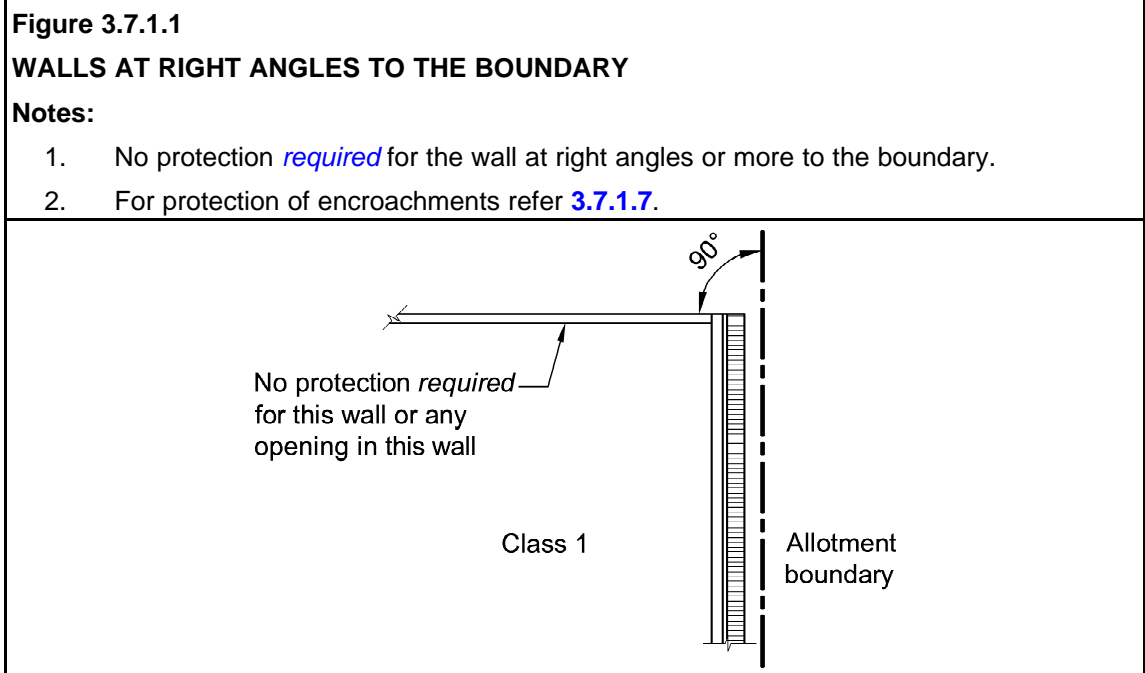 Figure 3.7.1.1
WALLS AT RIGHT ANGLES TO THE BOUNDARY
Notes:
1. No protection required for the wall at right angles or more to the boundary.
2. For protection of encroachments refer 3.7.1.7.
90°
No protection required
for this wall or any
opening in this wall
Class 1
Allotment
boundary